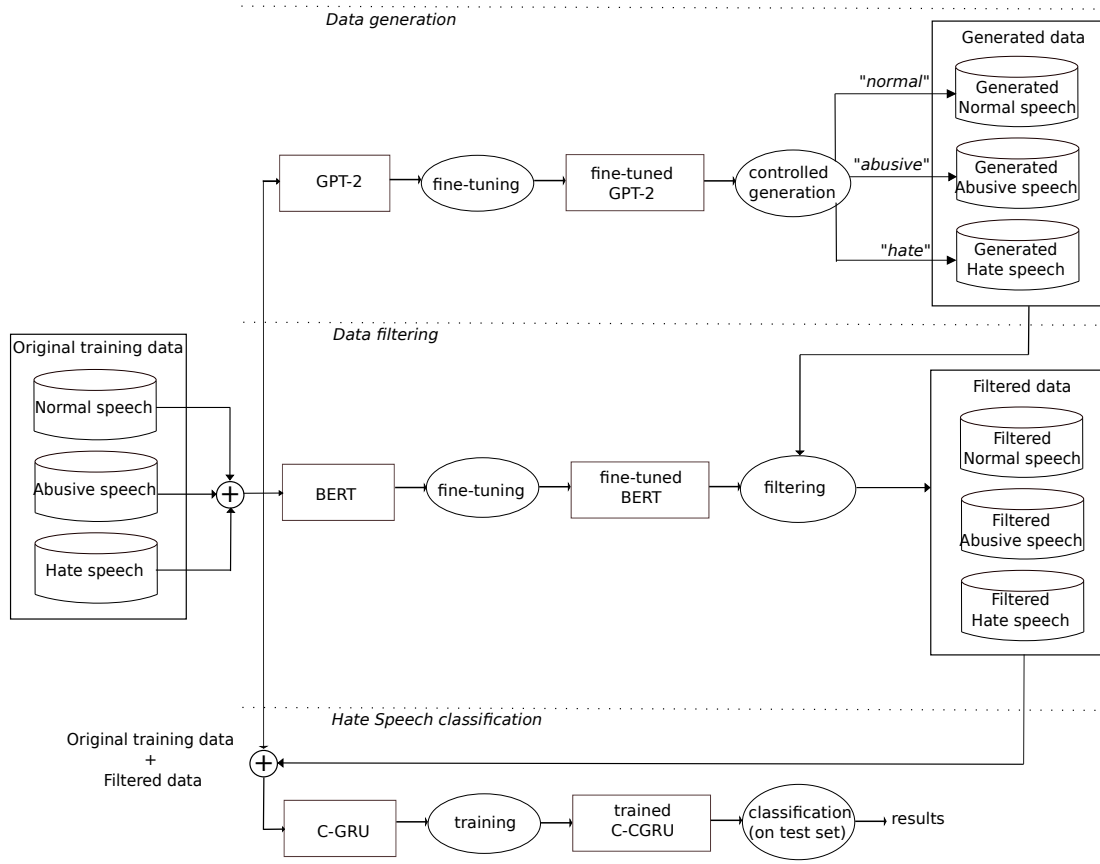 Data generation
Generated data
"normal"
Generated
Normal speech
"abusive"
Generated
Abusive speech
"hate"
Generated
Hate speech
GPT-2
fine-tuning
fine-tuned
GPT-2
controlled
generation
Data filtering
Original training data
Normal speech
Abusive speech
Hate speech
+
BERT
fine-tuning
fine-tuned
BERT
filtering
Filtered data
Filtered
Normal speech
Filtered
Abusive speech
Filtered
Hate speech
Hate Speech classification
Original training data
+
Filtered data
+
C-GRU
training
trained
C-CGRU
classification
(on test set)
results